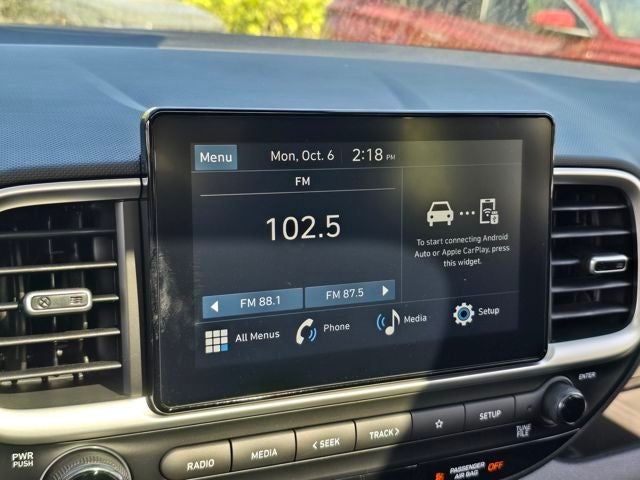 Menu Mon, Oct. 6 2:18 PM
FM
102.5
To start connecting Android
Auto or Apple CarPlay, press
this widget.
FM 88.1 FM 87.5
All Menus Phone Media Setup
ENTER
PWR
PUSH
RADIO MEDIA < SEEK TRACK > SETUP
TUNE
FILE
PASSENGER
AIR BAG OFF